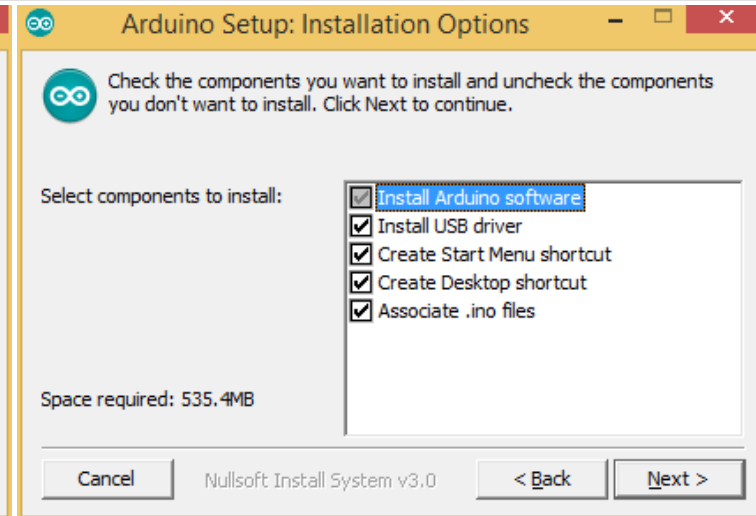 Arduino Setup: Installation Options
Check the components you want to install and uncheck the components
you don't want to install. Click Next to continue.
Select components to install:
Install Arduino software
Install USB driver
Create Start Menu shortcut
Create Desktop shortcut
Associate .ino files
Space required: 535.4MB
Cancel
Nullsoft Install System v3.0
< Back
Next >